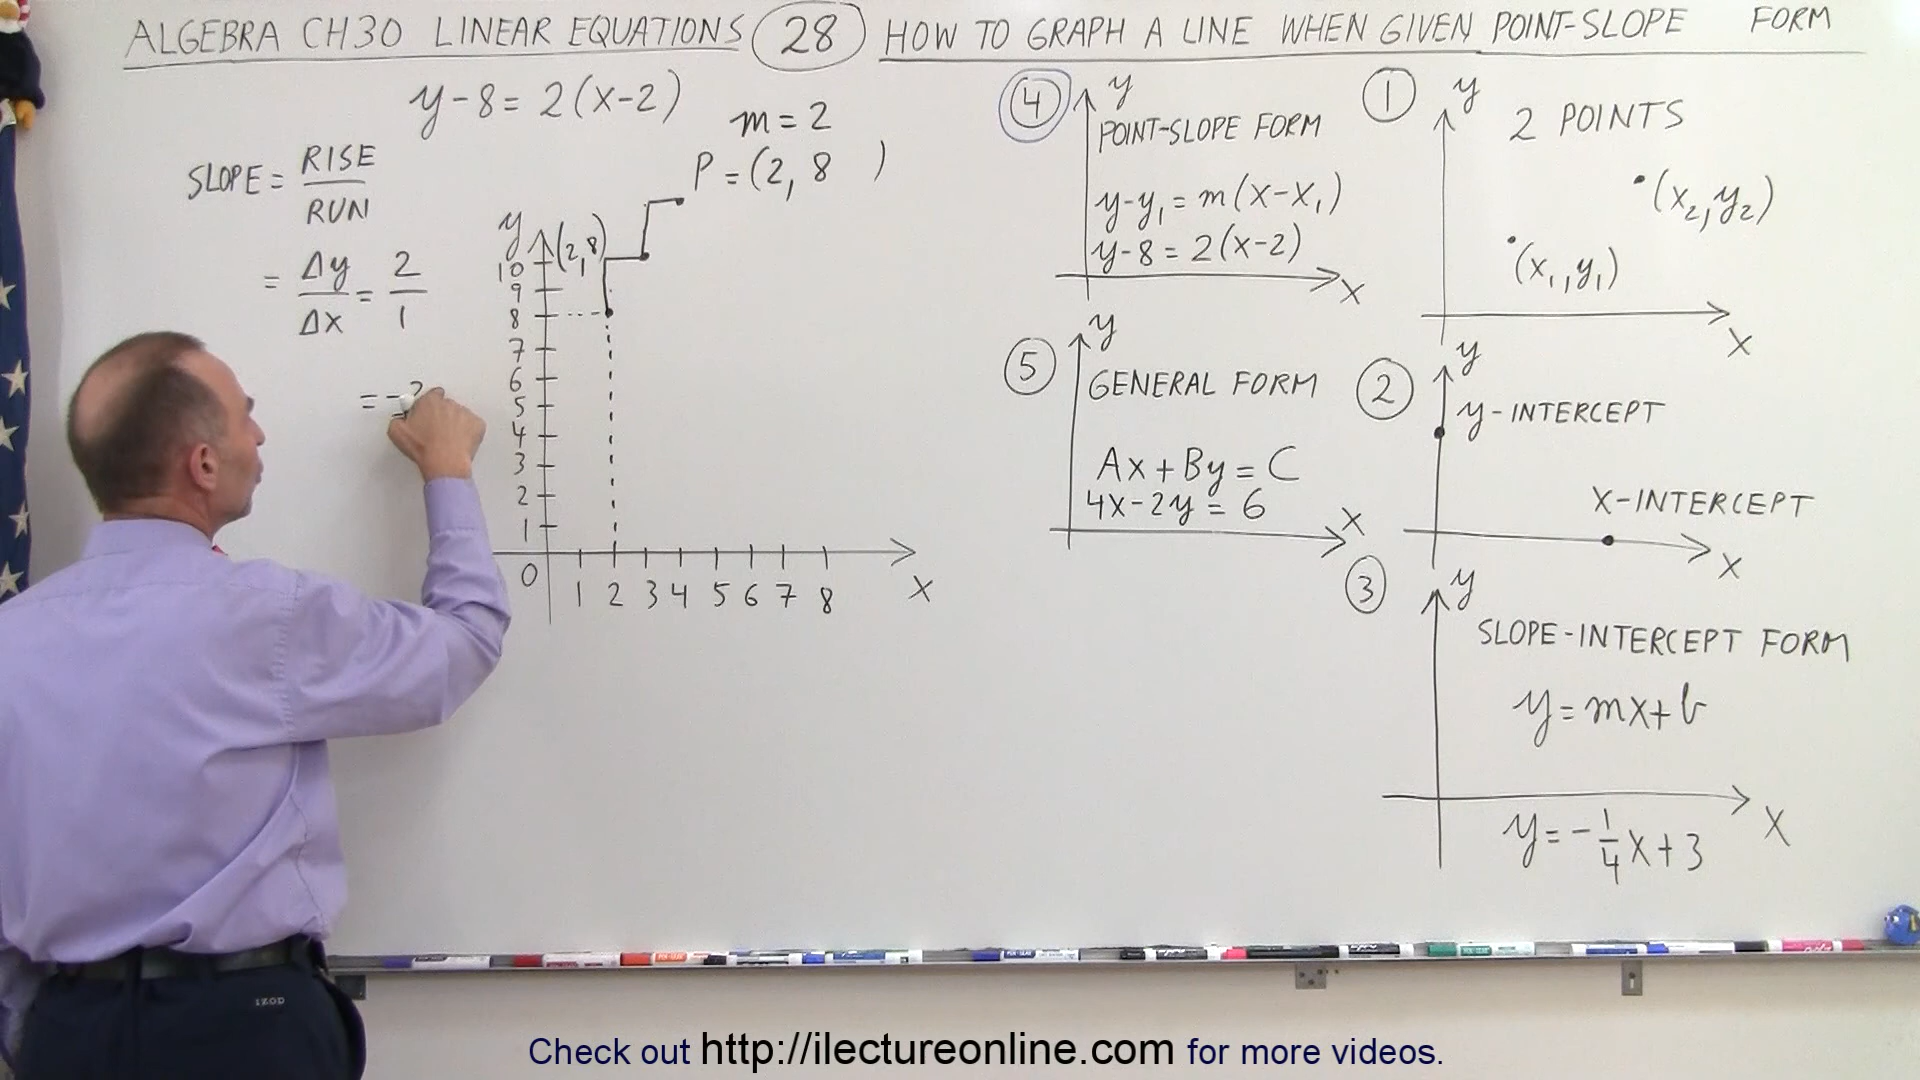 ALGEBRA CH30 LINEAR EQUATIONS 28 HOW TO GRAPH A LINE WHEN GIVEN POINT-SLOPE FORM
y-8=2(x-2)
m=2
P=(2, 8 )
SLOPE = RISE
RUN
= Δy/Δx = 2/1
= -2
y
(2,8)
10
9
8
7
6
5
4
3
2
1
0 1 2 3 4 5 6 7 8 x
4
y
POINT-SLOPE FORM
y-y₁=m(x-x₁)
y-8=2(x-2)
x
5
y
GENERAL FORM
Ax+By=C
4x-2y=6
x
1
y
2 POINTS
(x₂,y₂)
(x₁,y₁)
x
2
y
y-INTERCEPT
X-INTERCEPT
x
3
y
SLOPE-INTERCEPT FORM
y=mx+b
x
y=-1/4x+3
IZOD
Check out http://ilectureonline.com for more videos.